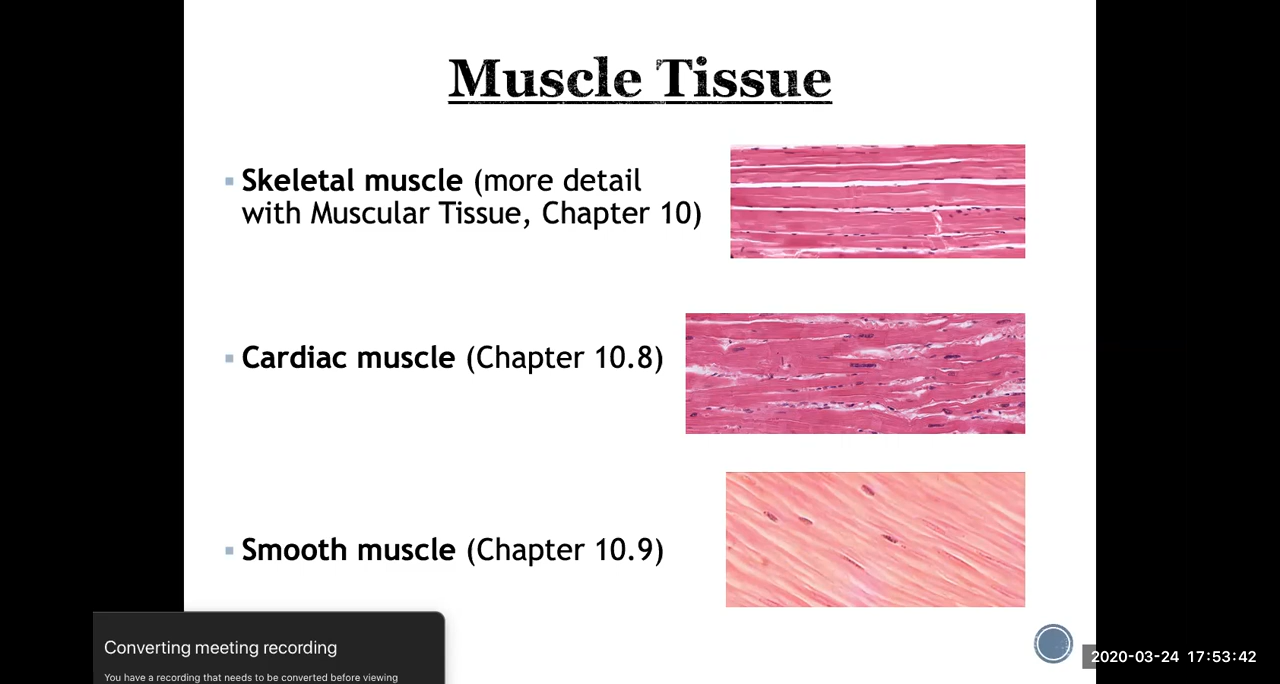 Muscle Tissue
Skeletal muscle (more detail
with Muscular Tissue, Chapter 10)
Cardiac muscle (Chapter 10.8)
Smooth muscle (Chapter 10.9)
Converting meeting recording
You have a recording that needs to be converted before viewing
2020-03-24 17:53:42